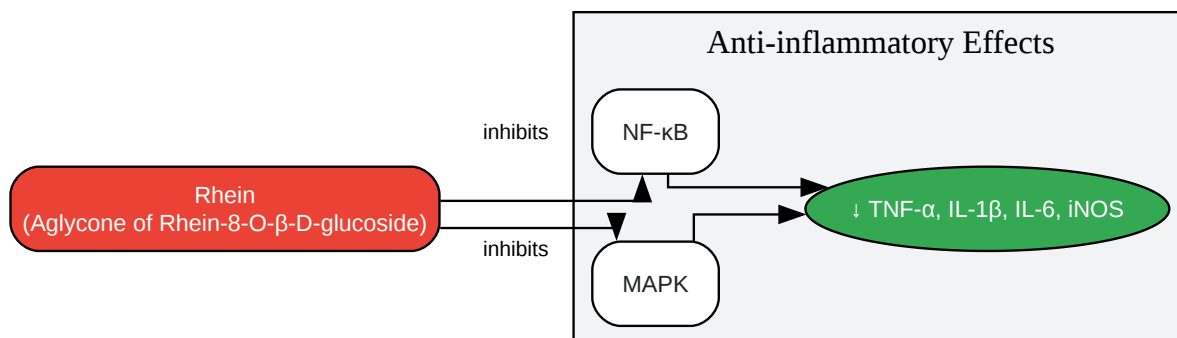 Anti-inflammatory Effects
inhibits
NF-κB
Rhein
(Aglycone of Rhein-8-O-β-D-glucoside)
↓ TNF-α, IL-1β, IL-6, iNOS
inhibits
MAPK